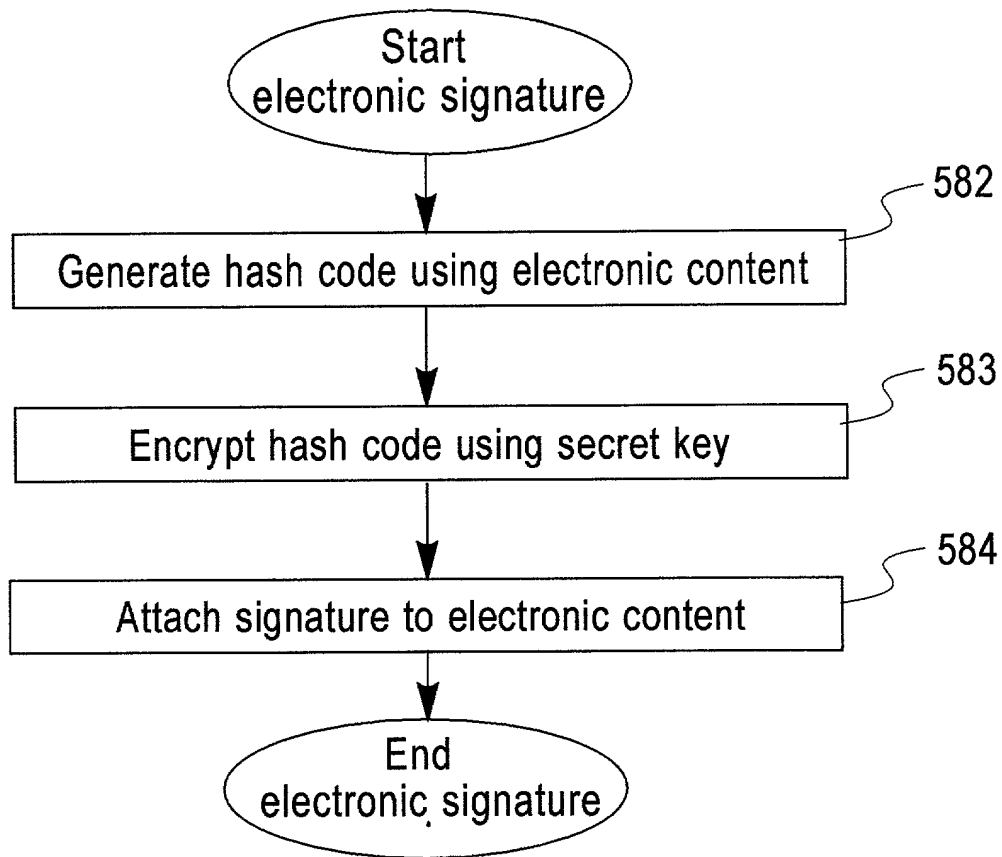 Start
electronic signature
582
Generate hash code using electronic content
583
Encrypt hash code using secret key
584
Attach signature to electronic content
End
electronic signature